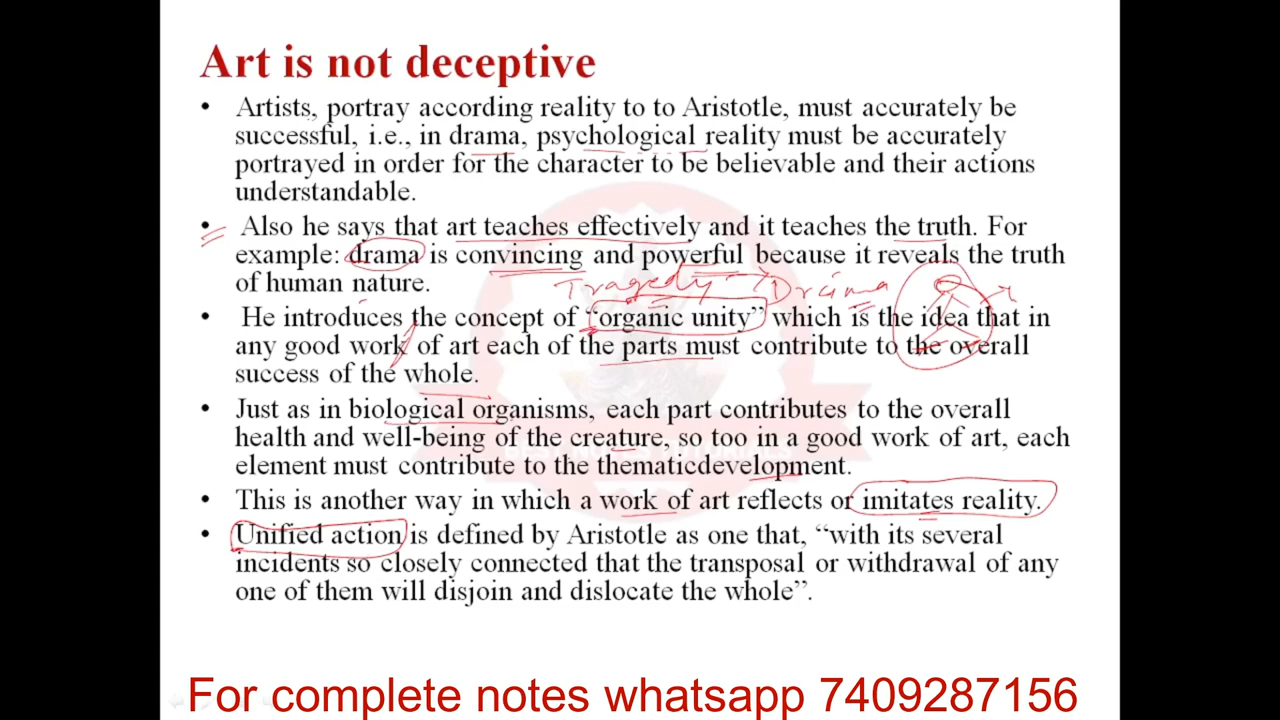 Art is not deceptive
• Artists, portray according reality to to Aristotle, must accurately be
successful, i.e., in drama, psychological reality must be accurately
portrayed in order for the character to be believable and their actions
understandable.
• Also he says that art teaches effectively and it teaches the truth. For
example: drama is convincing and powerful because it reveals the truth
of human nature.
Tragedy → Drama
• He introduces the concept of “organic unity” which is the idea that in
any good work of art each of the parts must contribute to the overall
success of the whole.
• Just as in biological organisms, each part contributes to the overall
health and well-being of the creature, so too in a good work of art, each
element must contribute to the thematicdevelopment.
• This is another way in which a work of art reflects or imitates reality.
• Unified action is defined by Aristotle as one that, “with its several
incidents so closely connected that the transposal or withdrawal of any
one of them will disjoin and dislocate the whole”.
For complete notes whatsapp 7409287156